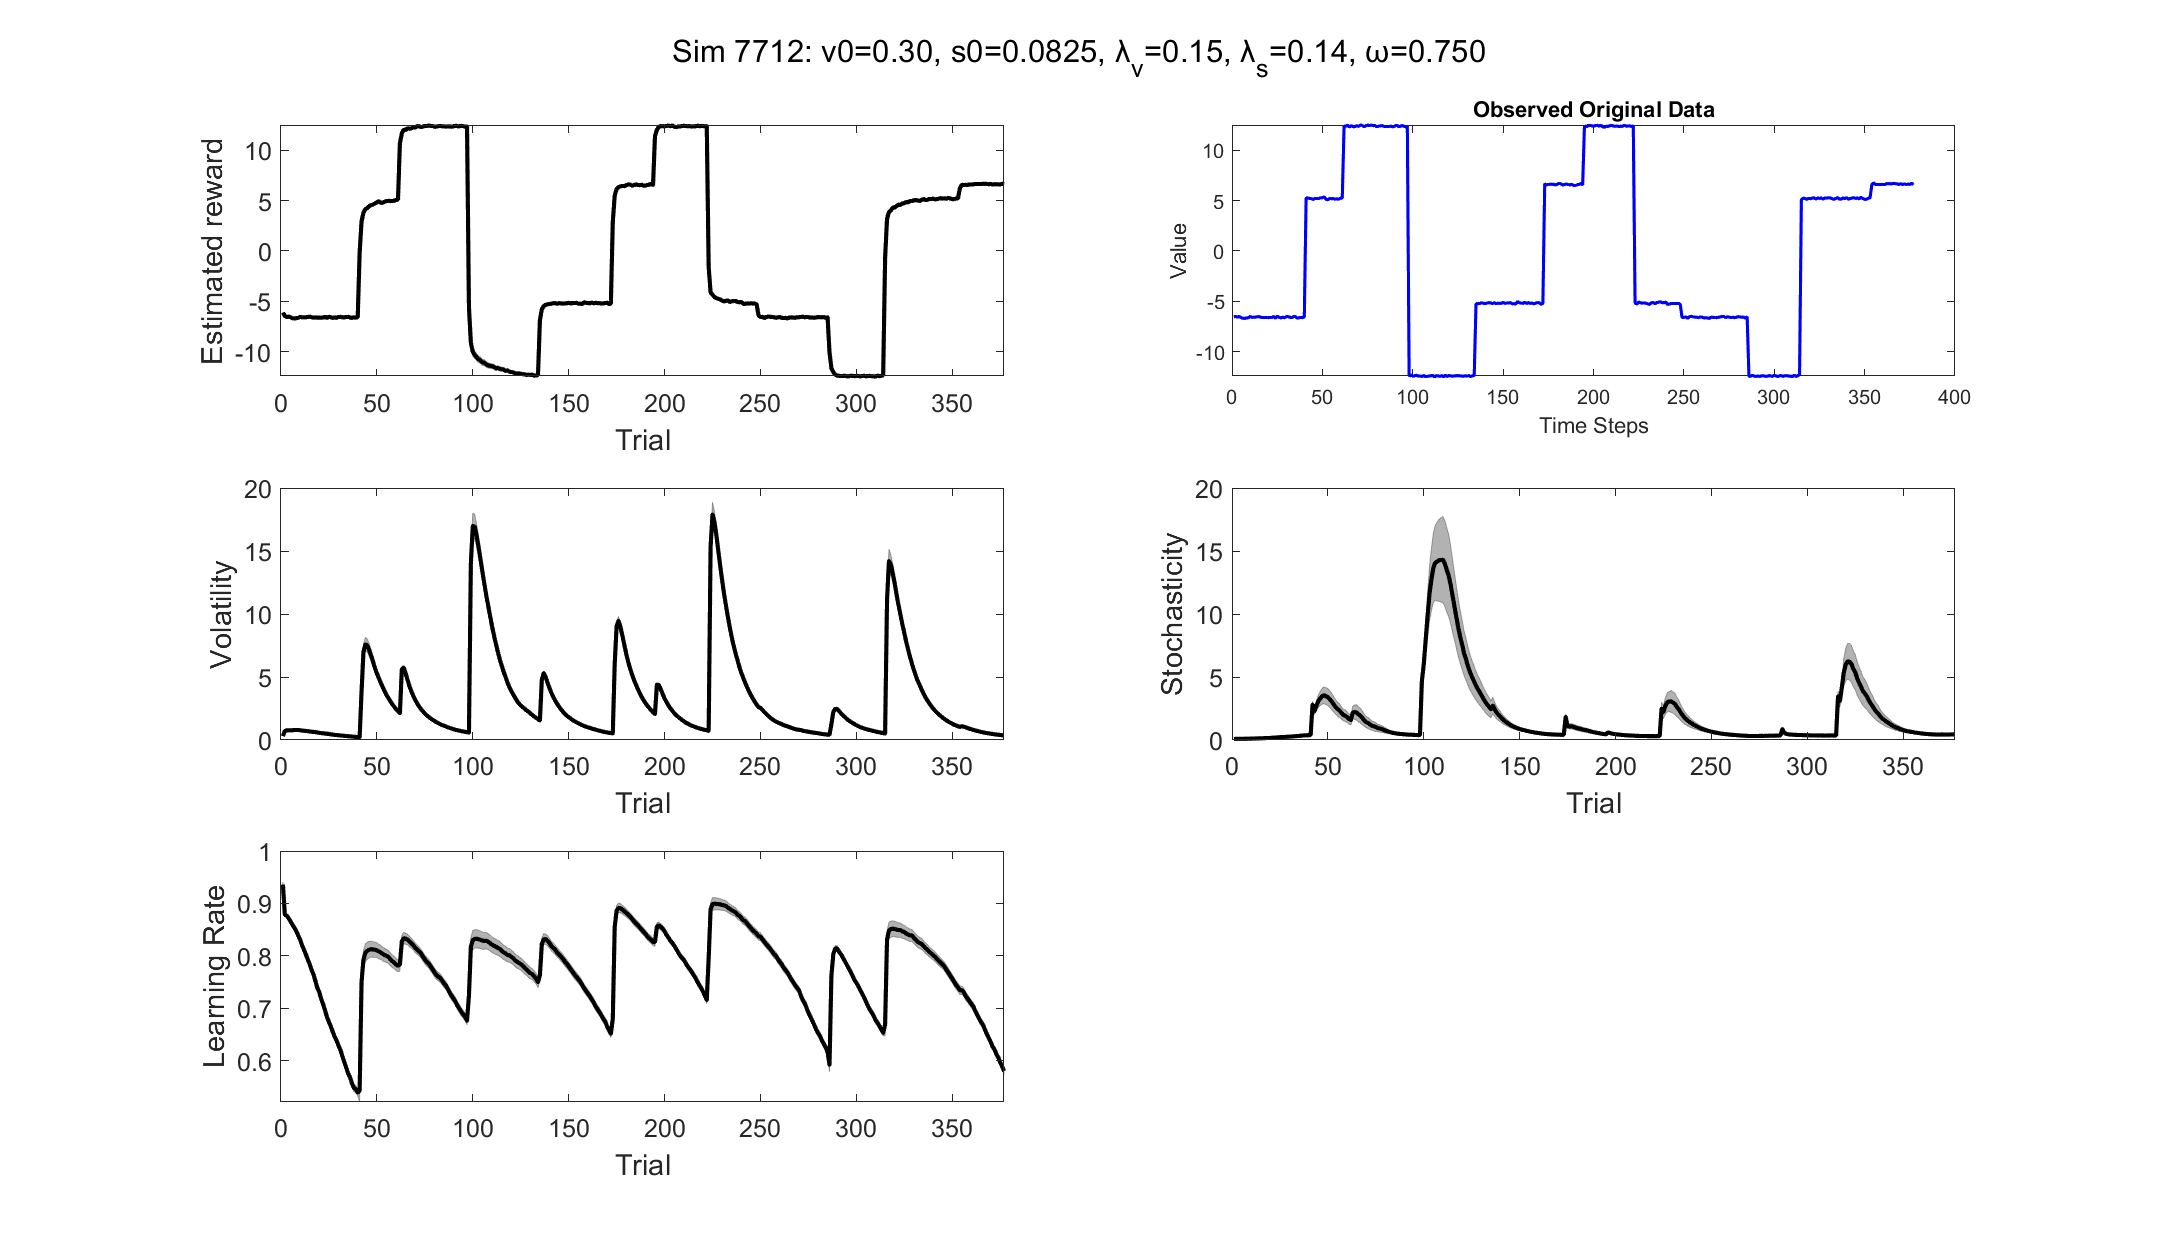 Sim 7712: v0=0.30, s0=0.0825, λ_v=0.15, λ_s=0.14, ω=0.750
Estimated reward
10
5
0
-5
-10
0 50 100 150 200 250 300 350
Trial
Observed Original Data
Value
10
5
0
-5
-10
0 50 100 150 200 250 300 350 400
Time Steps
Volatility
20
15
10
5
0
0 50 100 150 200 250 300 350
Trial
Stochasticity
20
15
10
5
0
0 50 100 150 200 250 300 350
Trial
Learning Rate
1
0.9
0.8
0.7
0.6
0 50 100 150 200 250 300 350
Trial